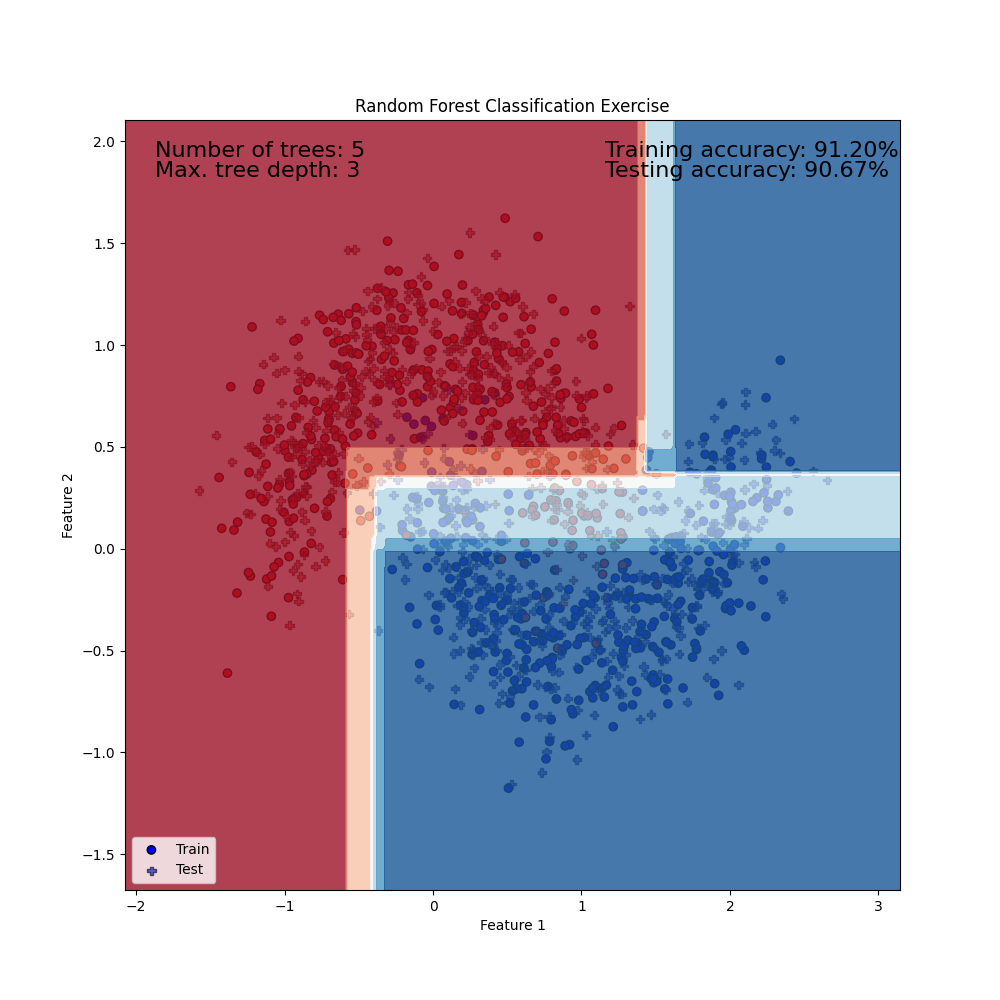 Random Forest Classification Exercise
Number of trees: 5
Max. tree depth: 3
Training accuracy: 91.20%
Testing accuracy: 90.67%
2.0
1.5
1.0
0.5
0.0
−0.5
−1.0
−1.5
Feature 2
Train
Test
−2
−1
0
1
2
3
Feature 1